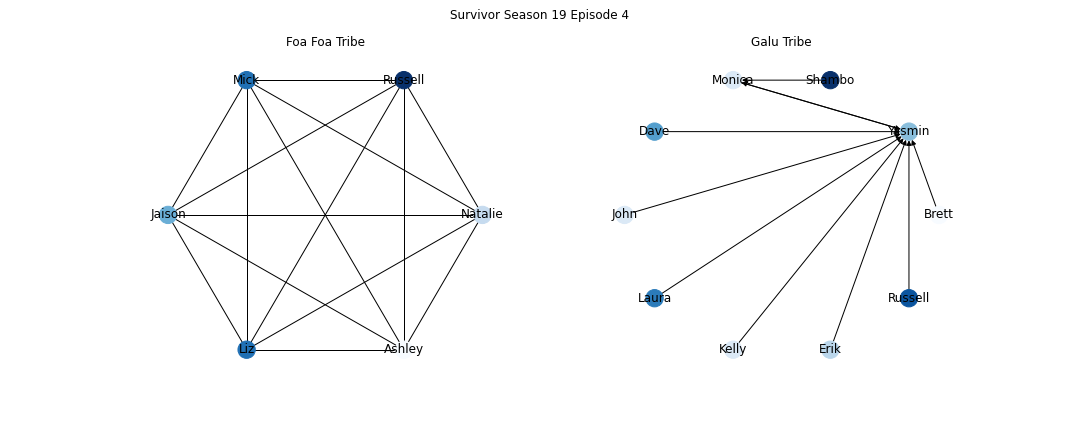 Survivor Season 19 Episode 4
Foa Foa Tribe
Mick
Russell
Jaison
Natalie
Liz
Ashley
Galu Tribe
Monica
Shambo
Dave
Yasmin
John
Brett
Laura
Russell
Kelly
Erik